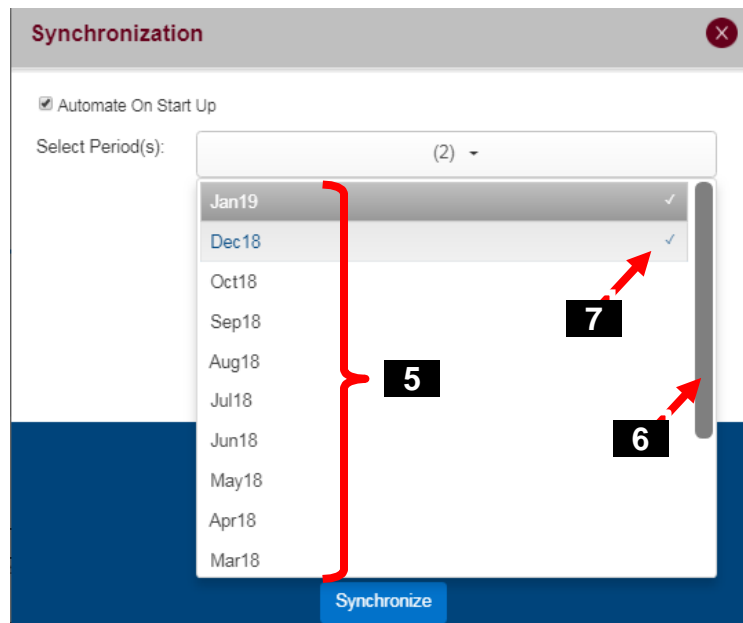 Synchronization
Automate On Start Up
Select Period(s):
(2)
Jan19
Dec18
Oct18
Sep18
7
Aug18
5
Jul18
Jun18
6
May18
Apr18
Mar18
Synchronize